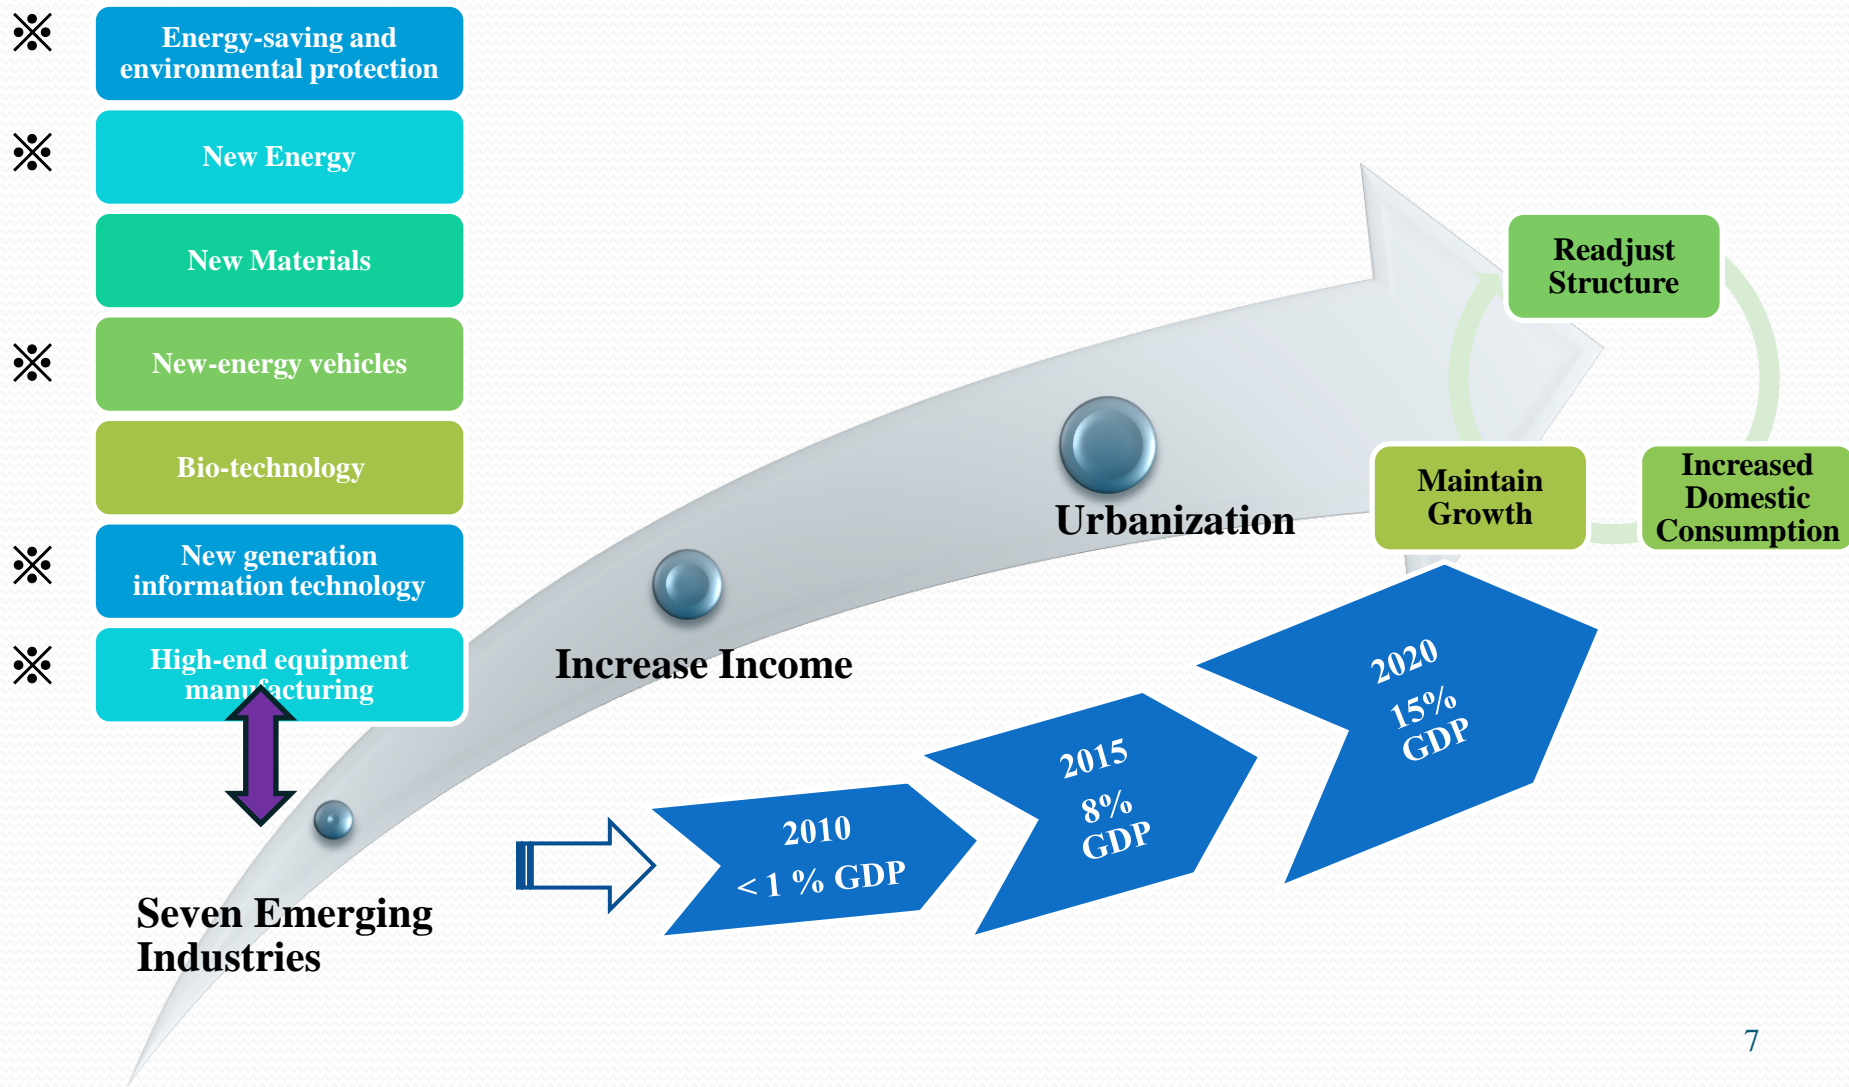 ※
Energy-saving and
environmental protection
※
New Energy
New Materials
※
New-energy vehicles
Bio-technology
※
New generation
information technology
※
High-end equipment
manufacturing
Seven Emerging
Industries
Increase Income
Urbanization
Readjust
Structure
Increased
Domestic
Consumption
Maintain
Growth
2010
< 1 % GDP
2015
8%
GDP
2020
15%
GDP
7